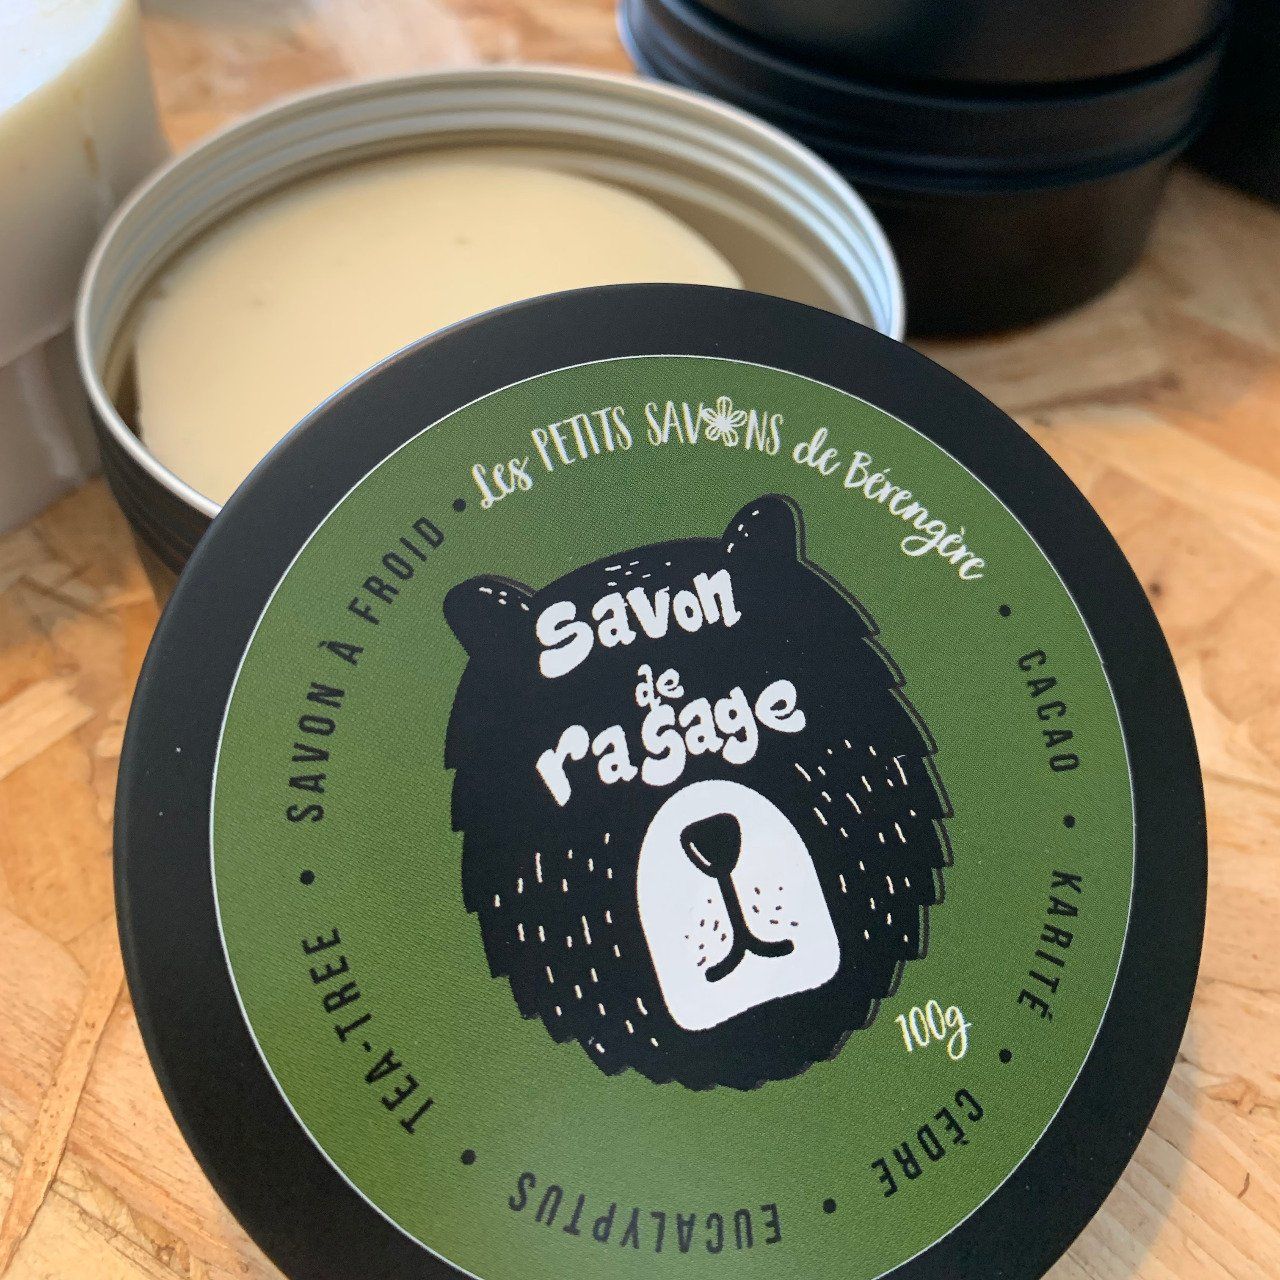 Les PETITS SAVONS de Bérengère
Savon
de
rasage
100g
• CACAO • KARITÉ • CÈDRE • EUCALYPTUS • TEA-TREE • SAVON À FROID •